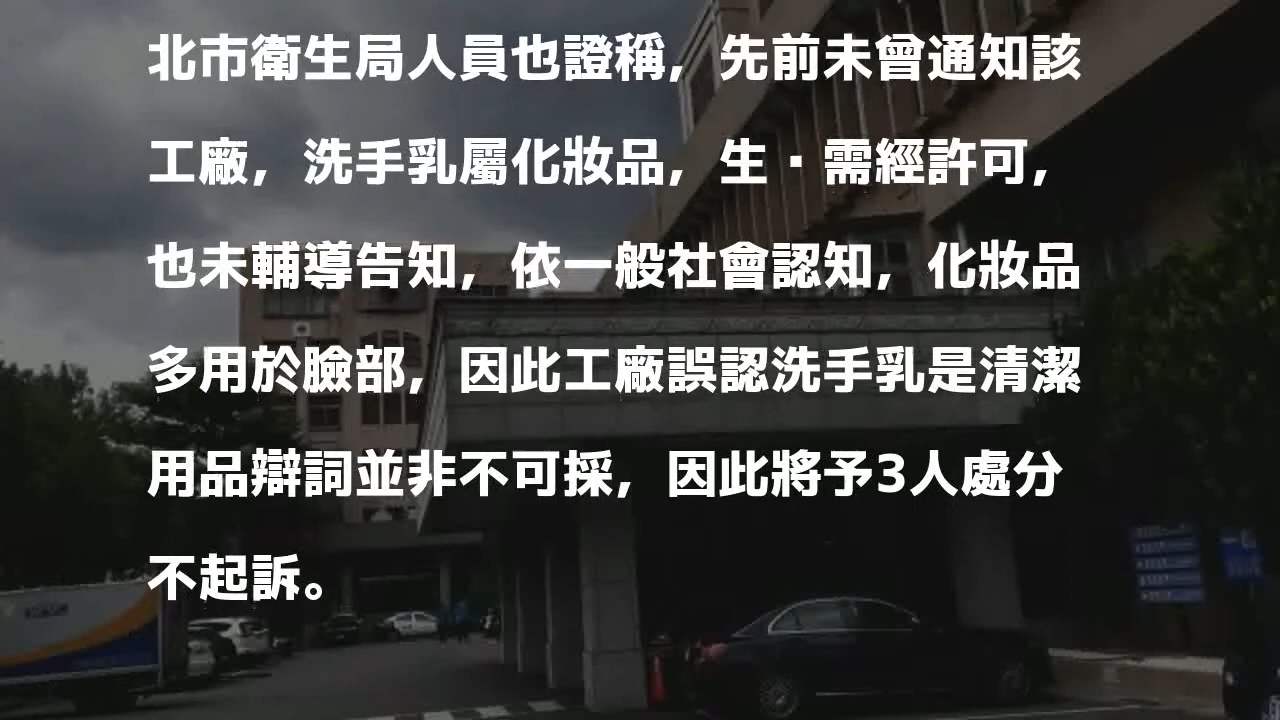 北市衛生局人員也證稱，先前未曾通知該
工廠，洗手乳屬化妝品，生·需經許可，
也未輔導告知，依一般社會認知，化妝品
多用於臉部，因此工廠誤認洗手乳是清潔
用品辯詞並非不可採，因此將予3人處分
不起訴。